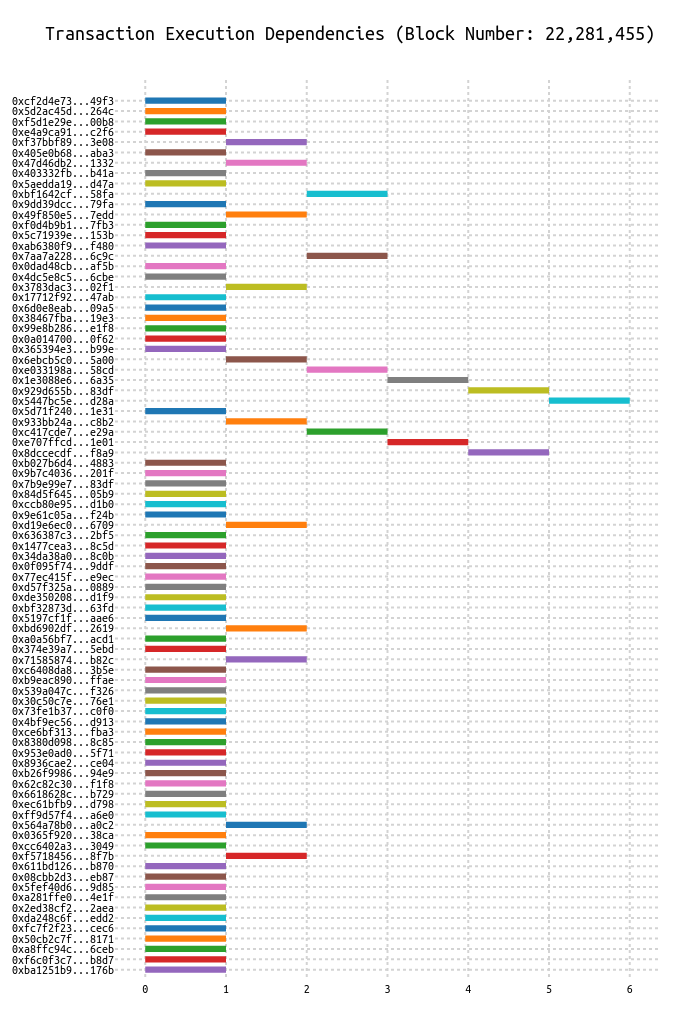 Transaction Execution Dependencies (Block Number: 22,281,455)
0xcf2d4e73...49f3
0x5d2ac45d...264c
0xf5d1e29e...00b8
0xe4a9ca91...c2f6
0xf37bbf89...3e08
0x405e0b68...aba3
0x47d46db2...1332
0x403332fb...b41a
0x5aedda19...d47a
0xbf1642cf...58fa
0x9dd39dcc...79fa
0x49f850e5...7edd
0xf0d4b9b1...7fb3
0x5c71939e...153b
0xab6380f9...f480
0x7aa7a228...6c9c
0x0dad48cb...af5b
0x4dc5e8c5...6cbe
0x3783dac3...02f1
0x17712f92...47ab
0x6d0e8eab...09a5
0x38467fba...19e3
0x99e8b286...e1f8
0x0a014700...0f62
0x365394e3...b99e
0x6ebcb5c0...5a00
0xe033198a...58cd
0x1e3088e6...6a35
0x929d655b...83df
0x5447bc5e...d28a
0x5d71f240...1e31
0x933bb24a...c8b2
0xc417cde7...e29a
0xe707ffcd...1e01
0x8dccecdf...f8a9
0xb027b6d4...4883
0x9b7c4036...201f
0x7b9e99e7...83df
0x84d5f645...05b9
0xccb80e95...d1b0
0x9e61c05a...f24b
0xd19e6ec0...6709
0x636387c3...2bf5
0x1477cea3...8c5d
0x34da38a0...8c0b
0x0f095f74...9ddf
0x77ec415f...e9ec
0xd57f325a...0889
0xde350208...d1f9
0xbf32873d...63fd
0x5197cf1f...aae6
0xbd6902df...2619
0xa0a56bf7...acd1
0x374e39a7...5ebd
0x71585874...b82c
0xc6408da8...3b5e
0xb9eac890...ffae
0x539a047c...f326
0x30c50c7e...76e1
0x73fe1b37...c0f0
0x4bf9ec56...d913
0xce6bf313...fba3
0x8380d098...8c85
0x953e0ad0...5f71
0x8936cae2...ce04
0xb26f9986...94e9
0x62c82c30...f1f8
0x6618628c...b729
0xec61bfb9...d798
0xff9d57f4...a6e0
0x564a78b0...a0c2
0x0365f920...38ca
0xcc6402a3...3049
0xf5718456...8f7b
0x611bd126...b870
0x08cbb2d3...eb87
0x5fef40d6...9d85
0xa281ffe0...4e1f
0x2ed38cf2...2aea
0xda248c6f...edd2
0xfc7f2f23...cec6
0x50cb2c7f...8171
0xa8ffc94c...6ceb
0xf6c0f3c7...b8d7
0xba1251b9...176b
0 1 2 3 4 5 6